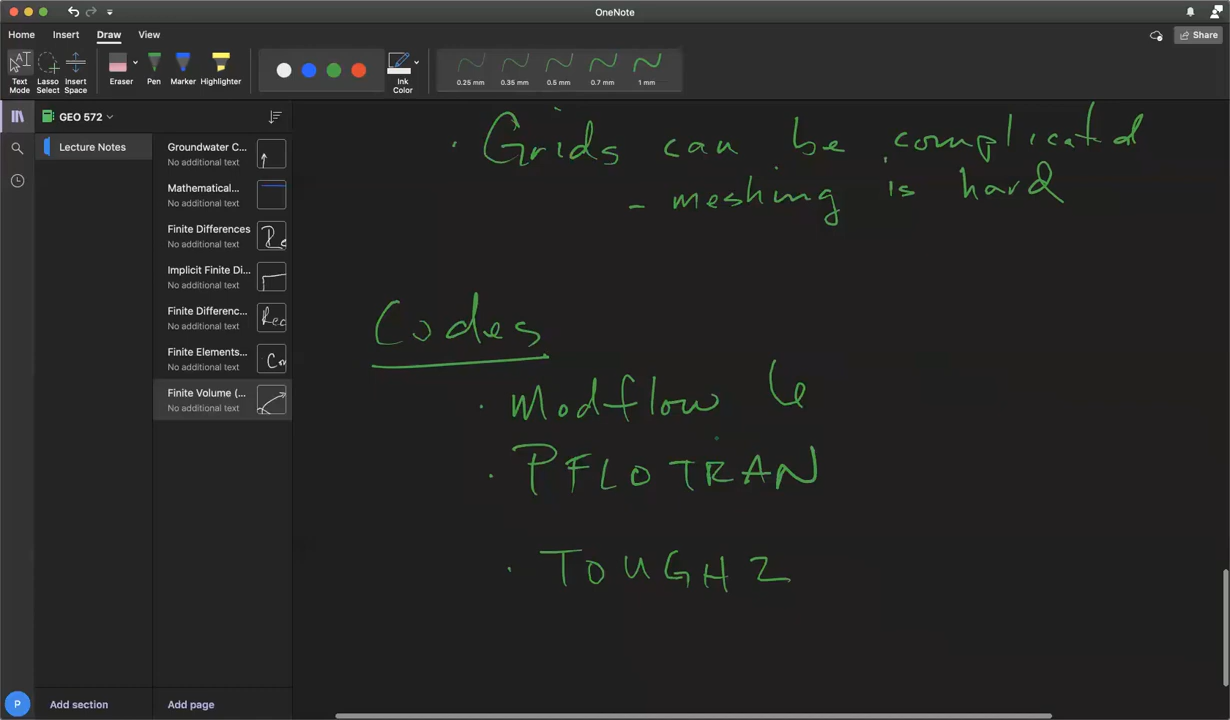 OneNote
Home Insert Draw View
Share
Text Mode
Lasso Select
Insert Space
Eraser
Pen
Marker
Highlighter
Ink Color
0.25 mm
0.35 mm
0.5 mm
0.7 mm
1 mm
GEO 572
Lecture Notes
Groundwater C...
No additional text
Mathematical...
No additional text
Finite Differences
No additional text
Implicit Finite Di...
No additional text
Finite Differenc...
No additional text
Finite Elements...
No additional text
Finite Volume (...
No additional text
· Grids can be complicated
- meshing is hard
Codes
· Modflow 6
· PFLOTRAN
· TOUGH2
P
Add section
Add page